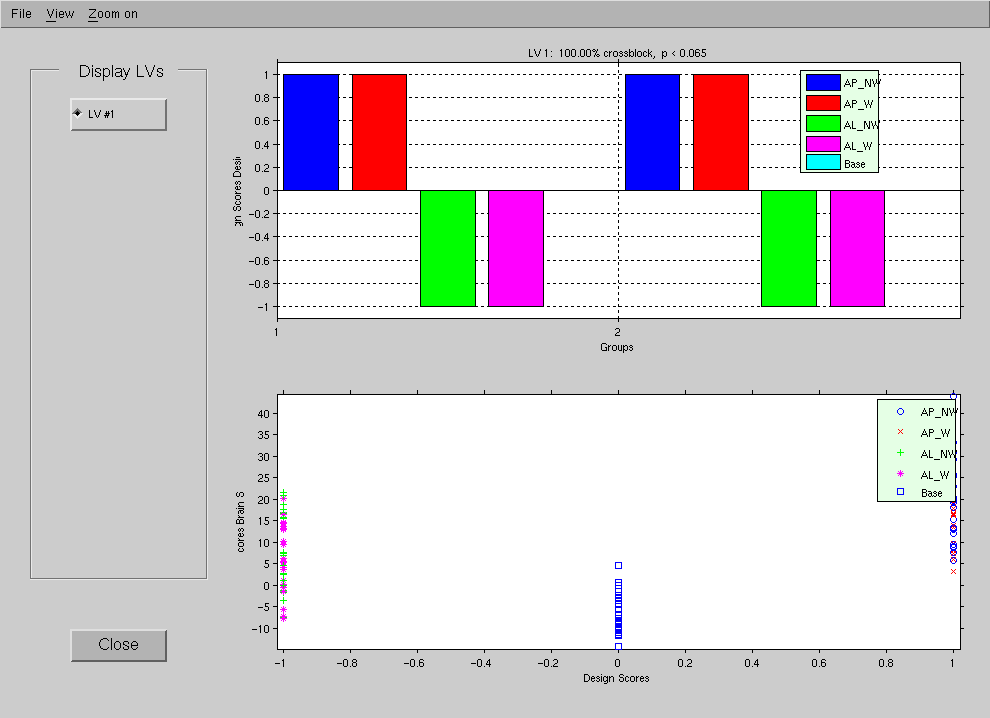 File View Zoom on
Display LVs
LV #1
Close
LV 1: 100.00% crossblock, p < 0.065
1
0.8
0.6
0.4
0.2
0
−0.2
−0.4
−0.6
−0.8
−1
gn Scores Desi
AP_NW
AP_W
AL_NW
AL_W
Base
1 2
Groups
40
35
30
25
20
15
10
5
0
−5
−10
cores Brain S
AP_NW
AP_W
AL_NW
AL_W
Base
−1 −0.8 −0.6 −0.4 −0.2 0 0.2 0.4 0.6 0.8 1
Design Scores